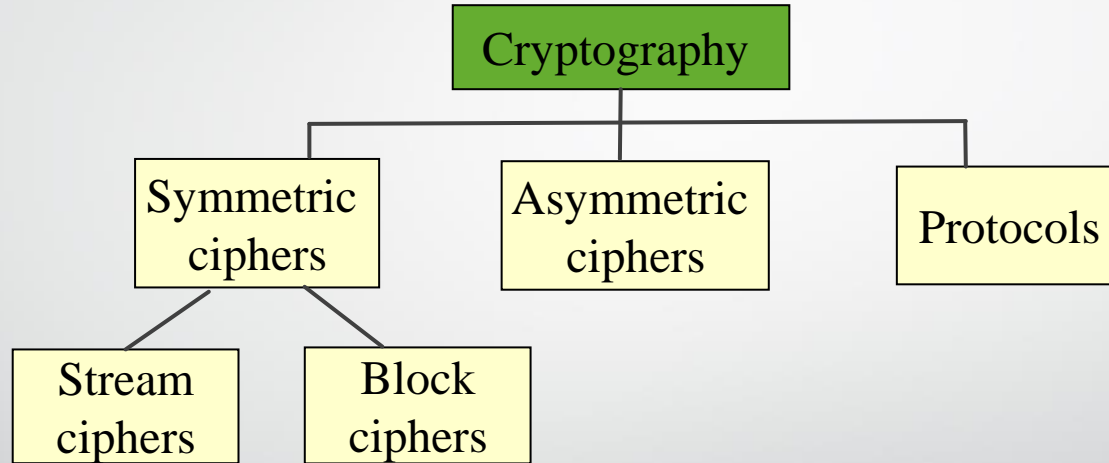 Cryptography
Symmetric
ciphers
Asymmetric
ciphers
Protocols
Stream
ciphers
Block
ciphers